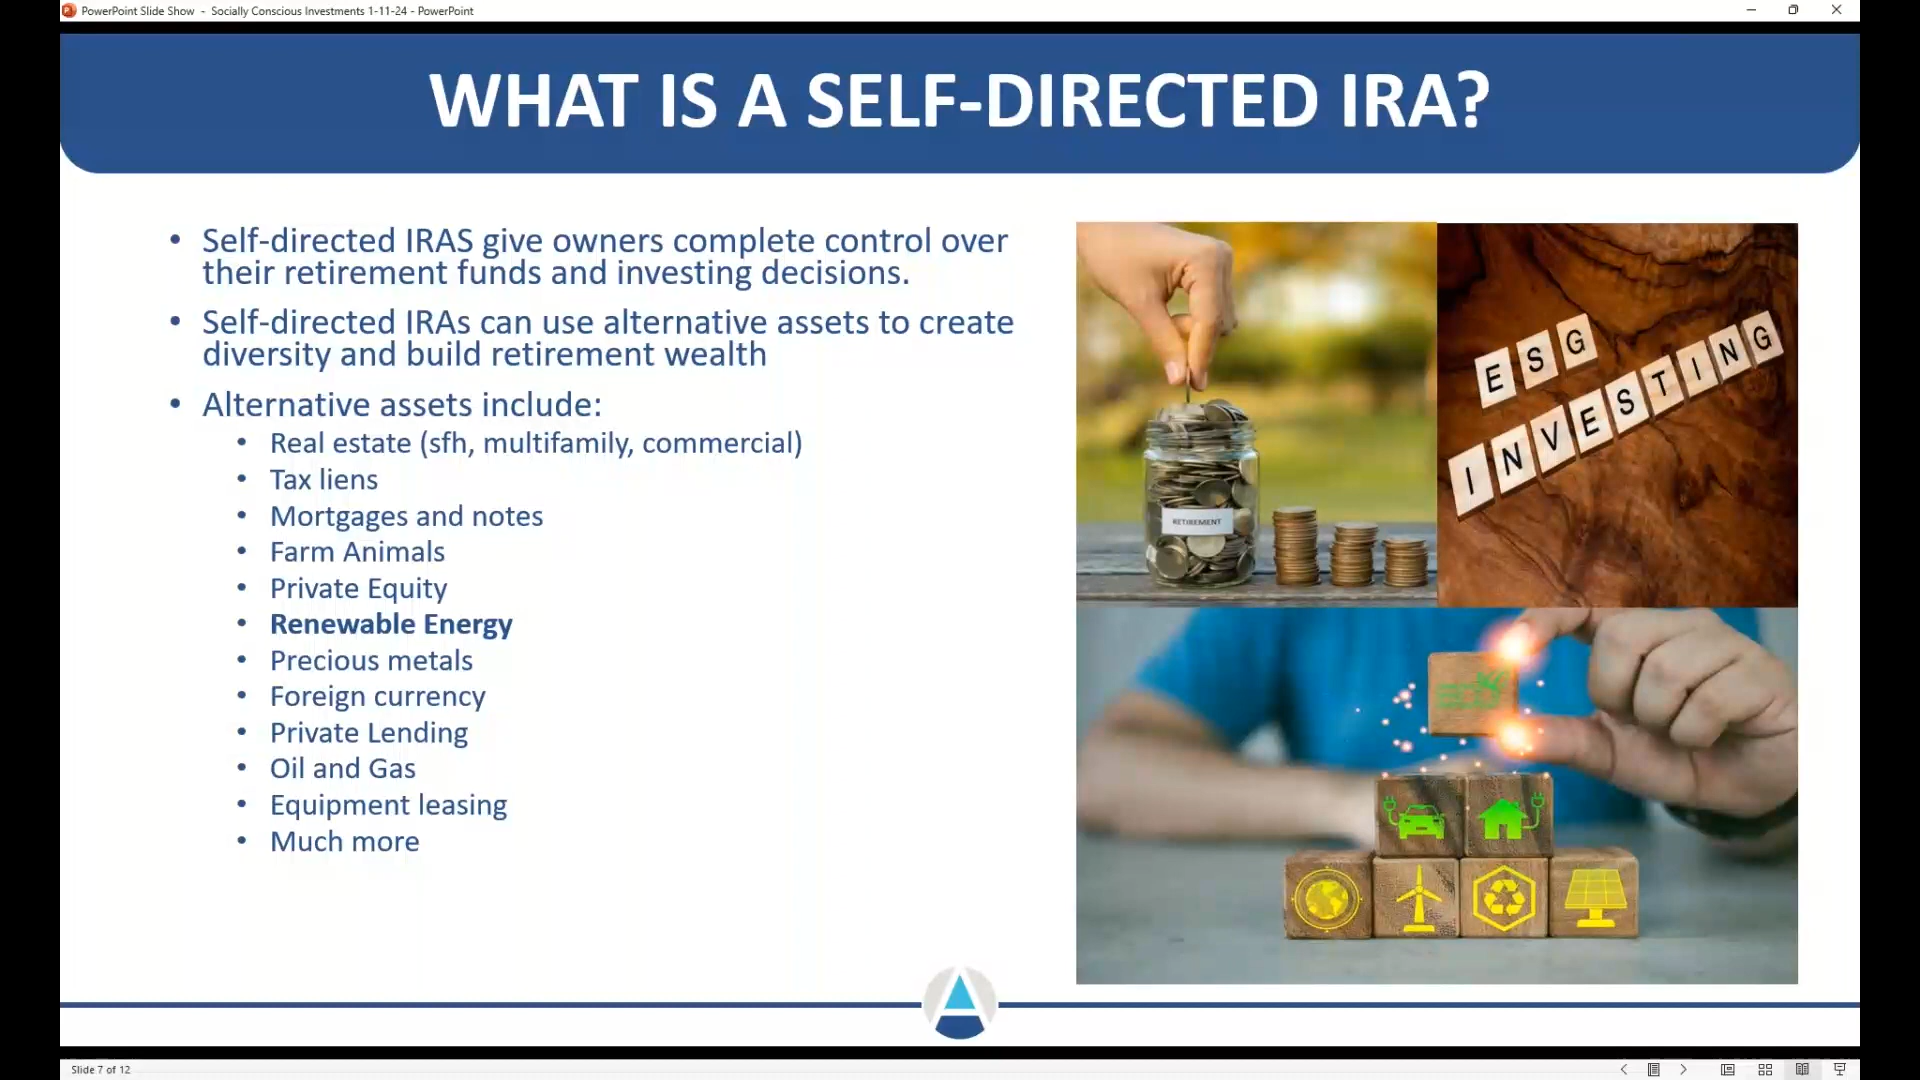 PowerPoint Slide Show - Socially Conscious Investments 1-11-24 - PowerPoint
WHAT IS A SELF-DIRECTED IRA?
• Self-directed IRAS give owners complete control over
their retirement funds and investing decisions.
• Self-directed IRAs can use alternative assets to create
diversity and build retirement wealth
• Alternative assets include:
• Real estate (sfh, multifamily, commercial)
• Tax liens
• Mortgages and notes
• Farm Animals
• Private Equity
• Renewable Energy
• Precious metals
• Foreign currency
• Private Lending
• Oil and Gas
• Equipment leasing
• Much more
RETIREMENT
ESG
INVESTING
A
Slide 7 of 12